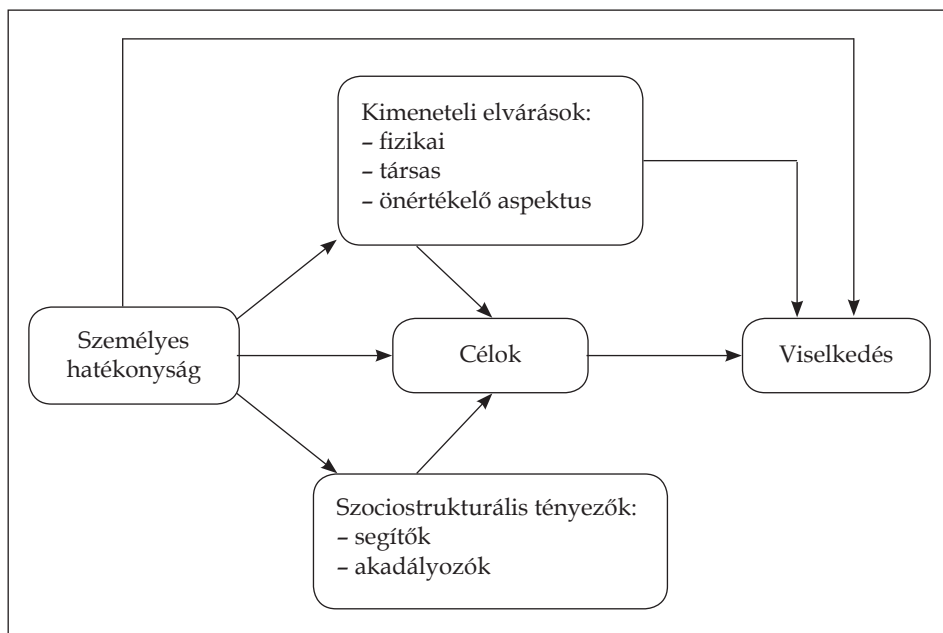 Kimeneteli elvárások:
– fizikai
– társas
– önértékelő aspektus
Személyes
hatékonyság
Célok
Viselkedés
Szociostrukturális tényezők:
– segítők
– akadályozók